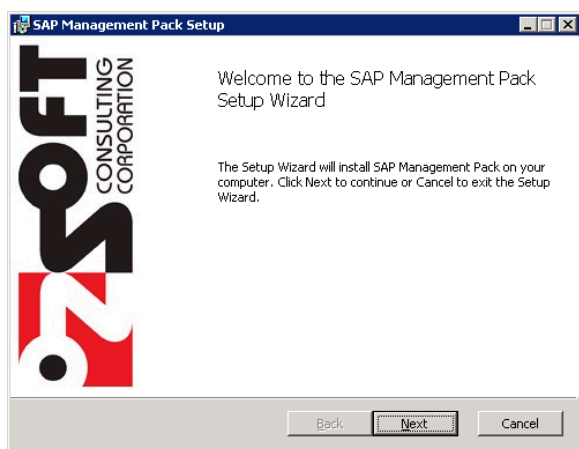 SAP Management Pack Setup
OZSOFT
CONSULTING
CORPORATION
Welcome to the SAP Management Pack
Setup Wizard
The Setup Wizard will install SAP Management Pack on your
computer. Click Next to continue or Cancel to exit the Setup
Wizard.
Back
Next
Cancel